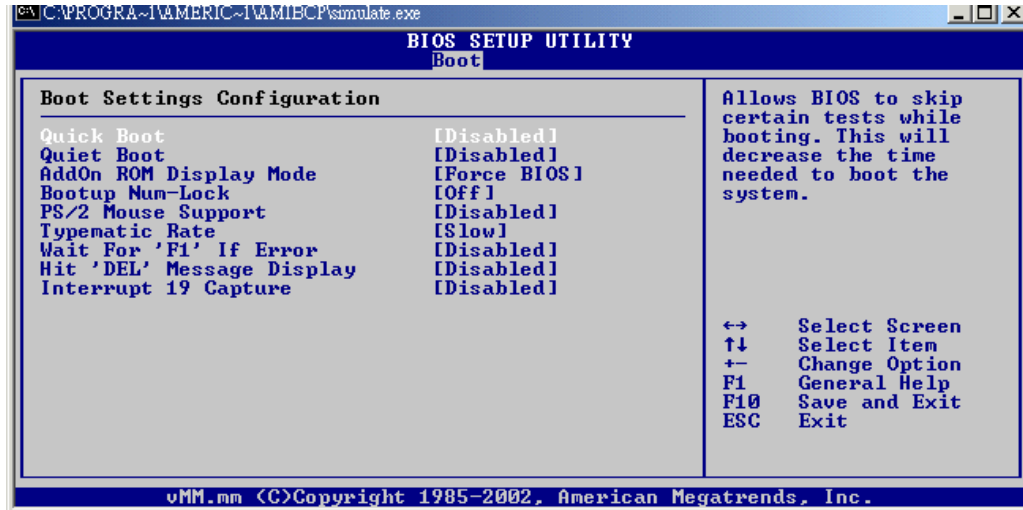 C:\PROGRA~1\AMERIC~1\AMIBCP\simulate.exe
BIOS SETUP UTILITY
Boot
Boot Settings Configuration
Quick Boot [Disabled]
Quiet Boot [Disabled]
AddOn ROM Display Mode [Force BIOS]
Bootup Num-Lock [Off]
PS/2 Mouse Support [Disabled]
Typematic Rate [Slow]
Wait For 'F1' If Error [Disabled]
Hit 'DEL' Message Display [Disabled]
Interrupt 19 Capture [Disabled]
Allows BIOS to skip
certain tests while
booting. This will
decrease the time
needed to boot the
system.
←→ Select Screen
↑↓ Select Item
+- Change Option
F1 General Help
F10 Save and Exit
ESC Exit
vMM.mm (C)Copyright 1985-2002, American Megatrends, Inc.